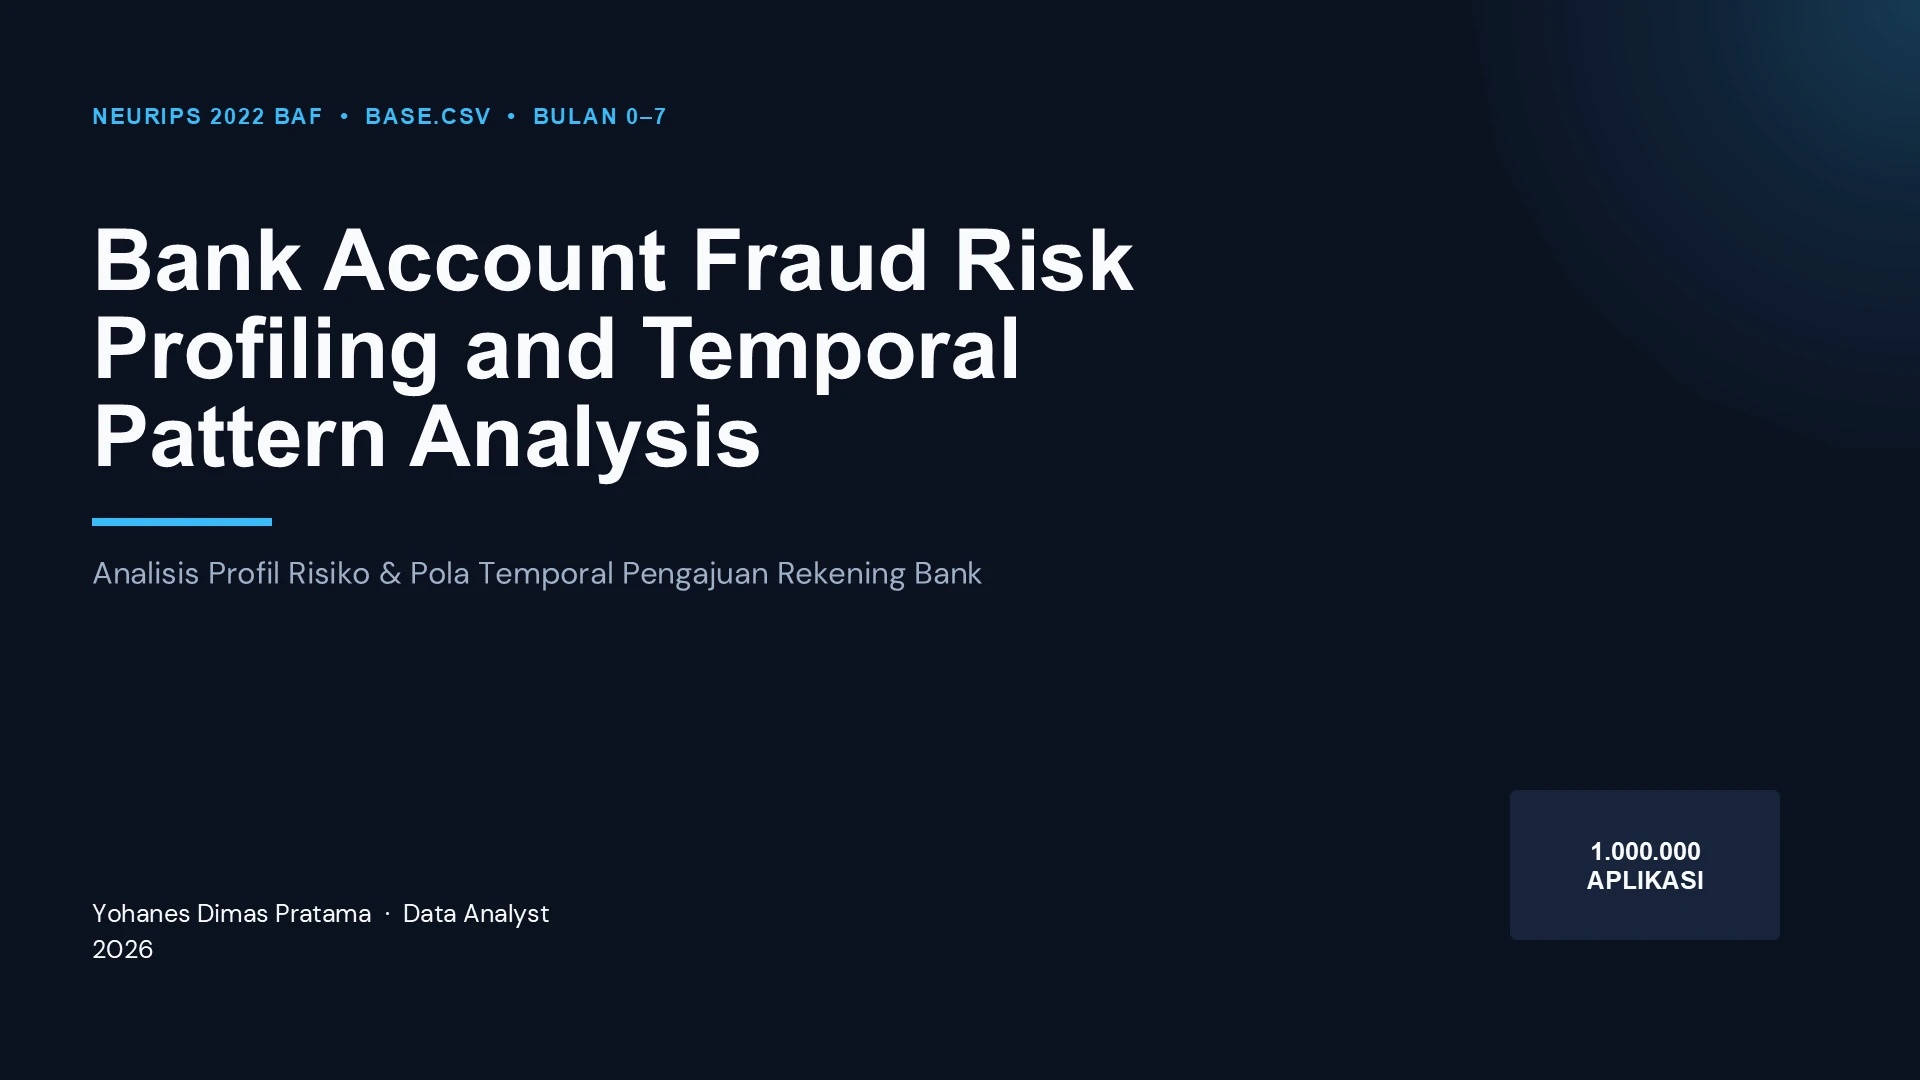 NEURIPS 2022 BAF • BASE.CSV • BULAN 0–7
Bank Account Fraud Risk
Profiling and Temporal
Pattern Analysis
Analisis Profil Risiko & Pola Temporal Pengajuan Rekening Bank
1.000.000
APLIKASI
Yohanes Dimas Pratama · Data Analyst
2026